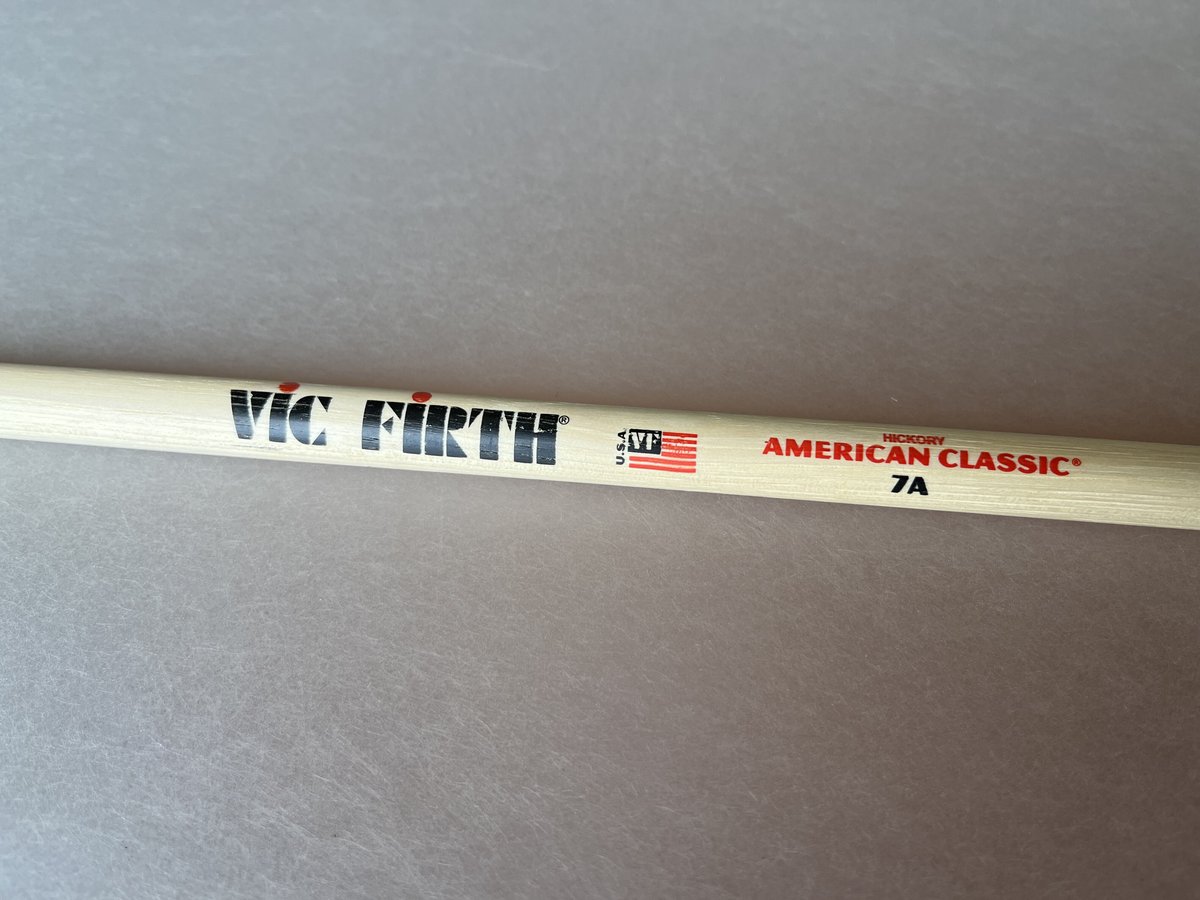 ViC FiRTH®
U.S.A.
VF
HICKORY
AMERICAN CLASSIC®
7A